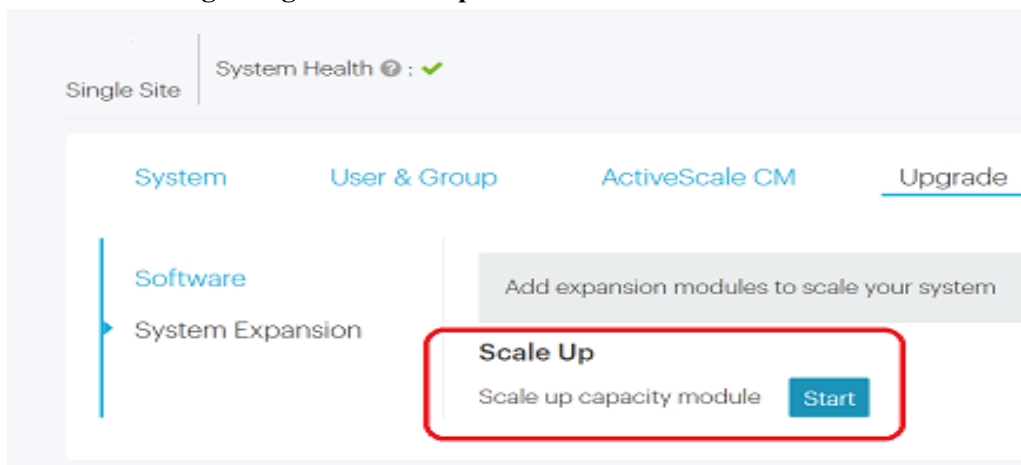 System Health ? : ✔
Single Site
System User & Group ActiveScale CM Upgrade
Software
System Expansion
Add expansion modules to scale your system
Scale Up
Scale up capacity module Start